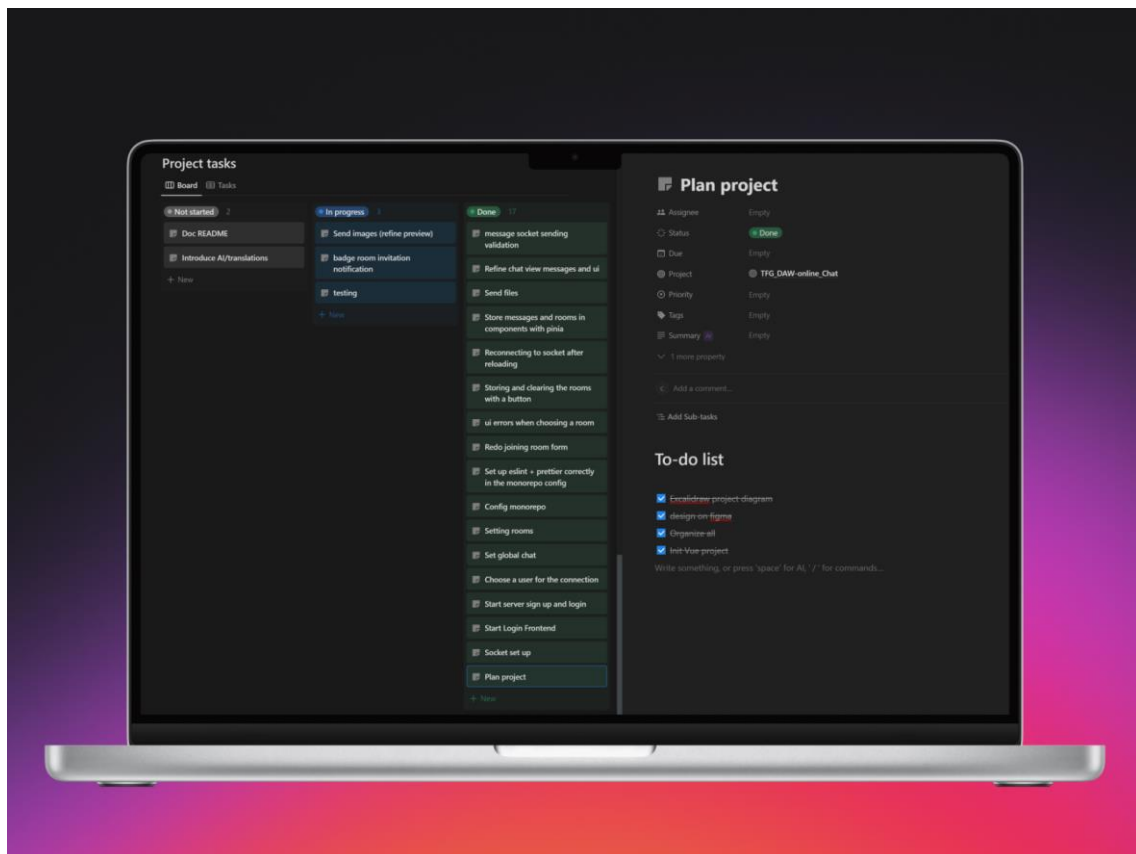 Project tasks
Board Tasks
Not started 2
Doc README
Introduce AI/translations
+ New
In progress 3
Send images (refine preview)
badge room invitation
notification
testing
+ New
Done 17
message socket sending
validation
Refine chat view messages and ui
Send files
Store messages and rooms in
components with pinia
Reconnecting to socket after
reloading
Storing and clearing the rooms
with a button
ui errors when choosing a room
Redo joining room form
Set up eslint + prettier correctly
in the monorepo config
Config monorepo
Setting rooms
Set global chat
Choose a user for the connection
Start server sign up and login
Start Login Frontend
Socket set up
Plan project
+ New
Plan project
Assignee Empty
Status Done
Due Empty
Project TFG_DAW-online_Chat
Priority Empty
Tags Empty
Summary Empty
1 more property
Add a comment...
Add Sub-tasks
To-do list
Excalidraw project diagram
design on figma
Organize all
Init Vue project
Write something, or press 'space' for AI, '/' for commands...